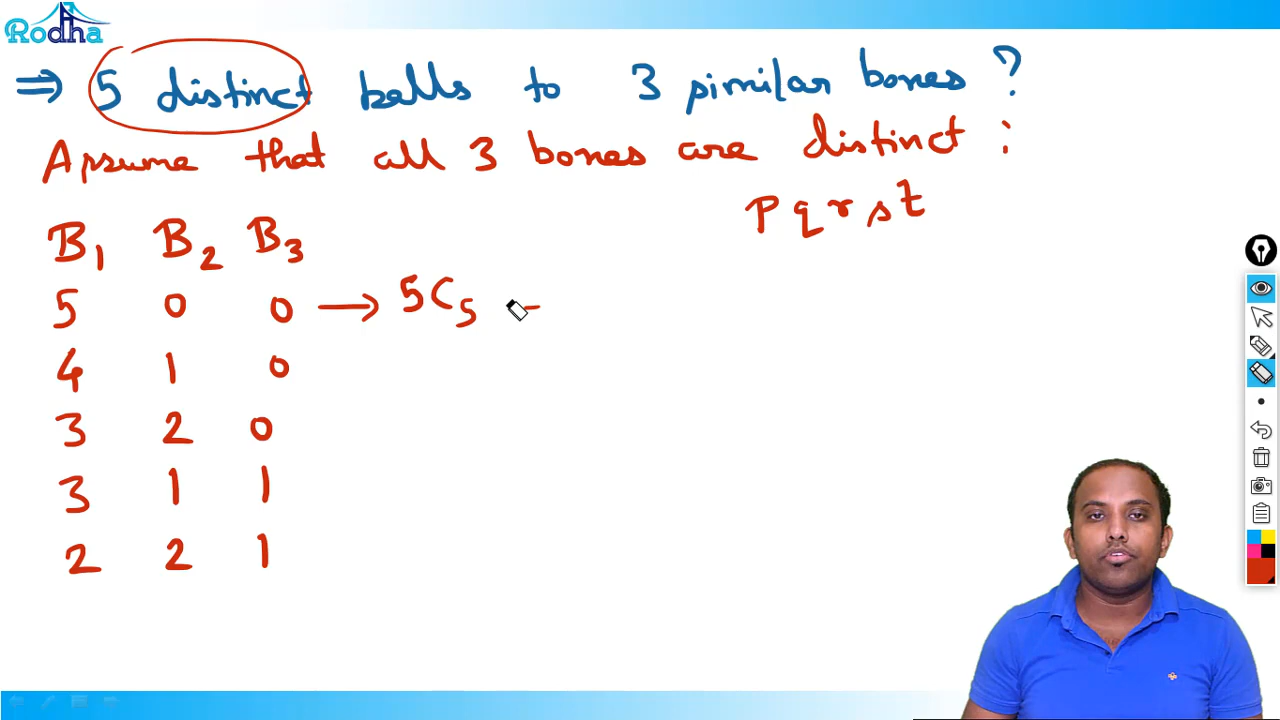 Rodha
⇒ 5 distinct balls to 3 similar boxes ?
Assume that all 3 boxes are distinct :
p q r s t
B1 B2 B3
5 0 0 → 5C5 -
4 1 0
3 2 0
3 1 1
2 2 1